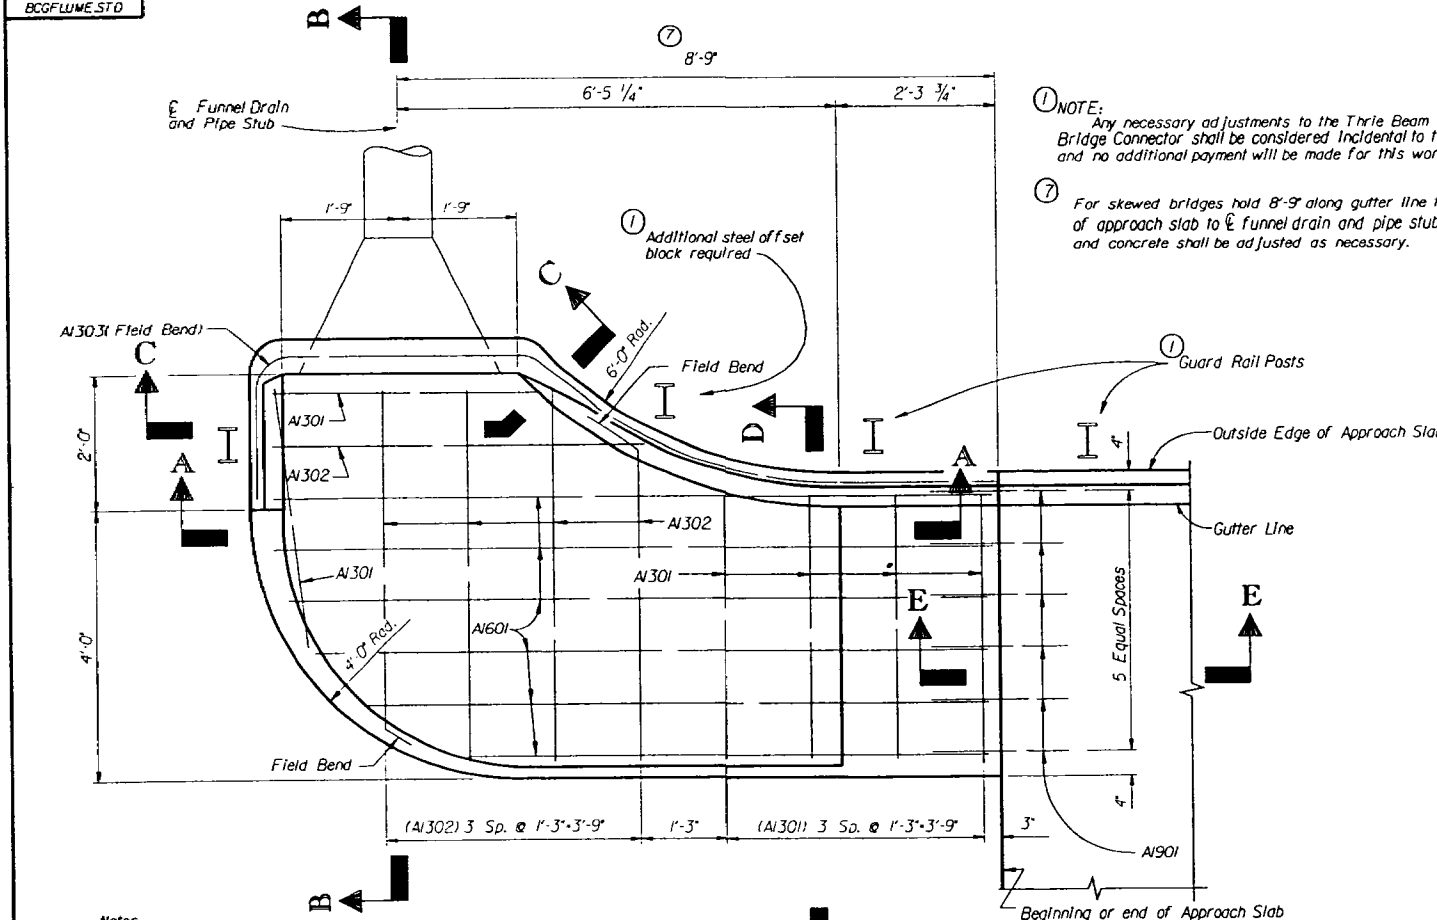 BCGFLUME.STD
B
⑦
8'-9"
6'-5 1/4"
2'-3 3/4"
℄ Funnel Drain
and Pipe Stub
① NOTE:
Any necessary adjustments to the Thrie Beam
Bridge Connector shall be considered incidental to
and no additional payment will be made for this
⑦ For skewed bridges hold 8'-9" along gutter line
of approach slab to ℄ funnel drain and pipe stub
and concrete shall be adjusted as necessary.
1'-9"
1'-9"
① Additional steel offset
block required
C
6'-0" Rad.
A1303( Field Bend)
C
Field Bend
① Guard Rail Posts
A1301
D
4"
Outside Edge of Approach Slab
2'-0"
A
A1302
A
A1302
Gutter Line
A1301
A1301
E
E
5 Equal Spaces
A1601
4'-0"
4'-0" Rad.
Field Bend
4"
(A1302) 3 Sp. @ 1'-3"=3'-9"
1'-3"
(A1301) 3 Sp. @ 1'-3"=3'-9"
3"
A1901
B
Beginning or end of Approach Slab
Notes